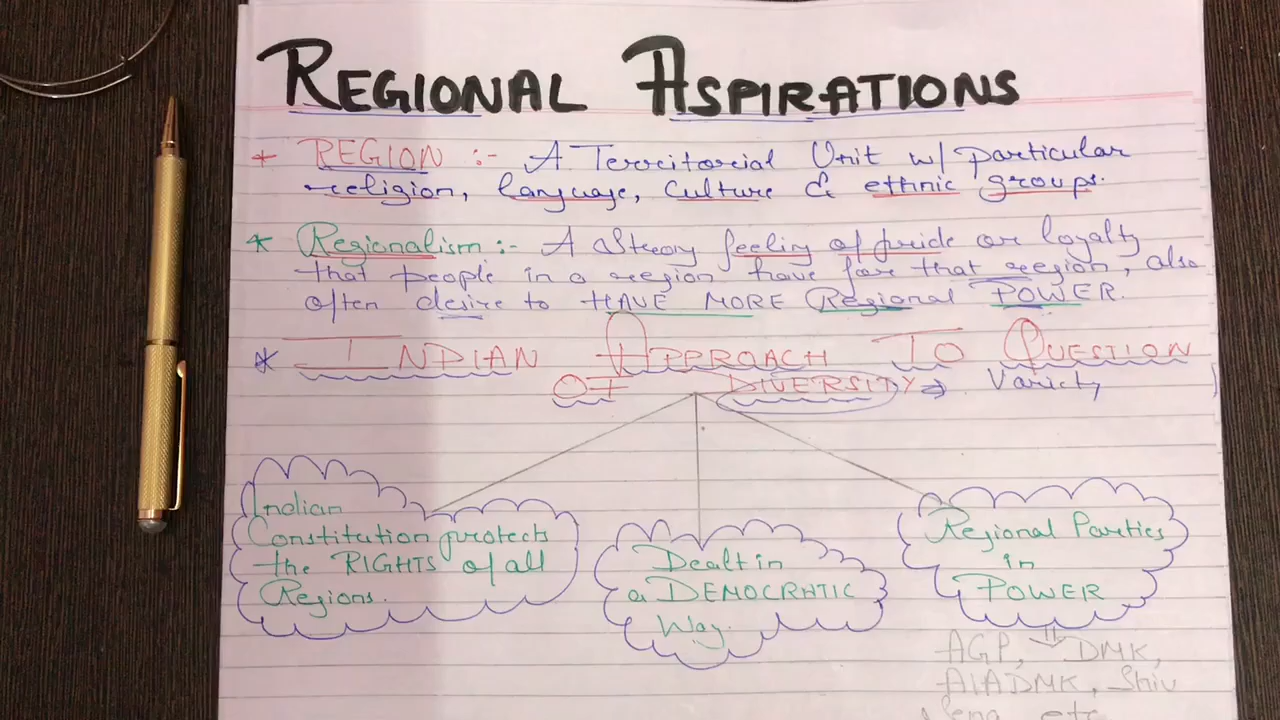 REGIONAL ASPIRATIONS
* REGION :- A Territorial Unit w/ particular
religion, language, culture & ethnic groups.
* Regionalism :- A strong feeling of pride or loyalty
that people in a region have for that region, also
often desire to HAVE MORE Regional POWER.
* INDIAN APPROACH TO QUESTION
OF DIVERSITY => Variety
Indian
Constitution protects
the RIGHTS of all
Regions.
Dealt in
a DEMOCRATIC
Way.
Regional Parties
in
POWER
AGP, DMK,
AIADMK, Shiv
Sena etc